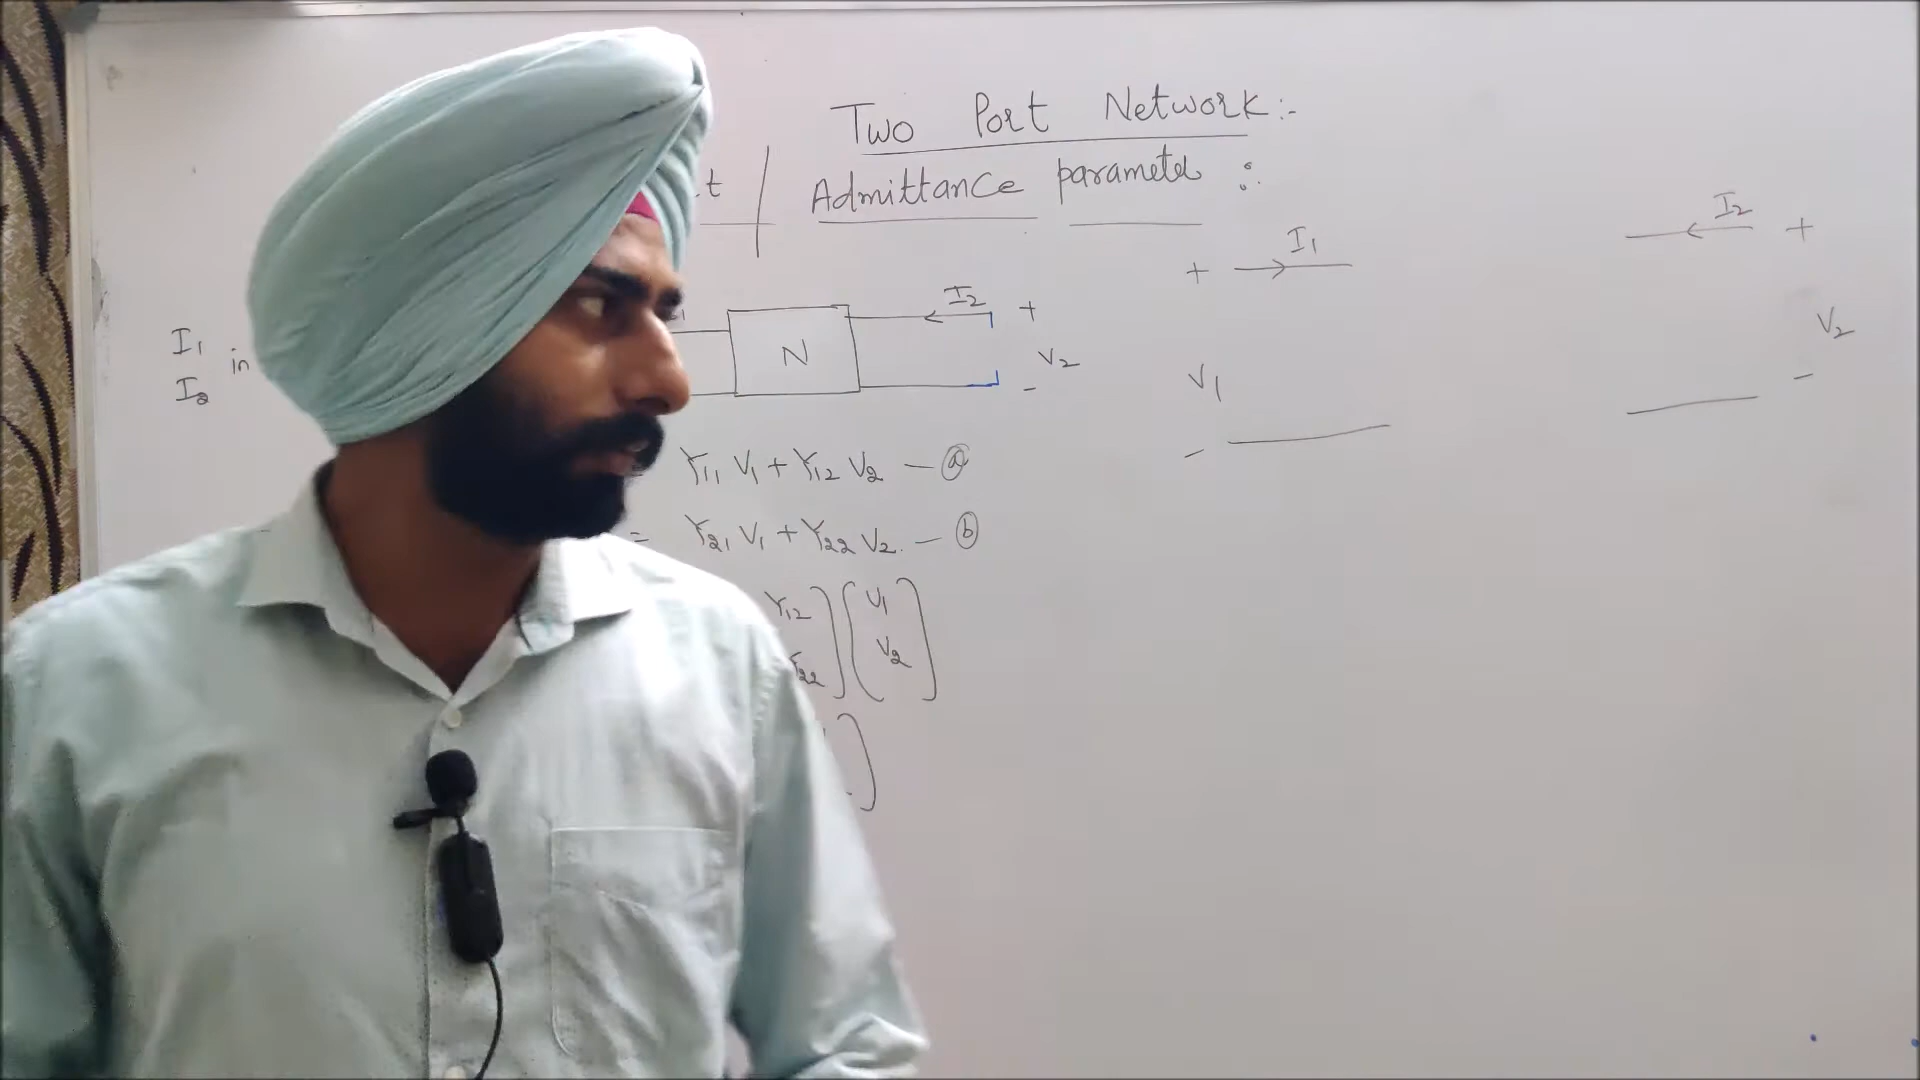 Two Port Network:-
t | Admittance parameter :
I1
I2 in
N
I2 +
V2
-
+ I1
V1
-
I2 +
V2
-
Y11 V1 + Y12 V2 — (a)
= Y21 V1 + Y22 V2. — (b)
Y12 V1
Y22 V2